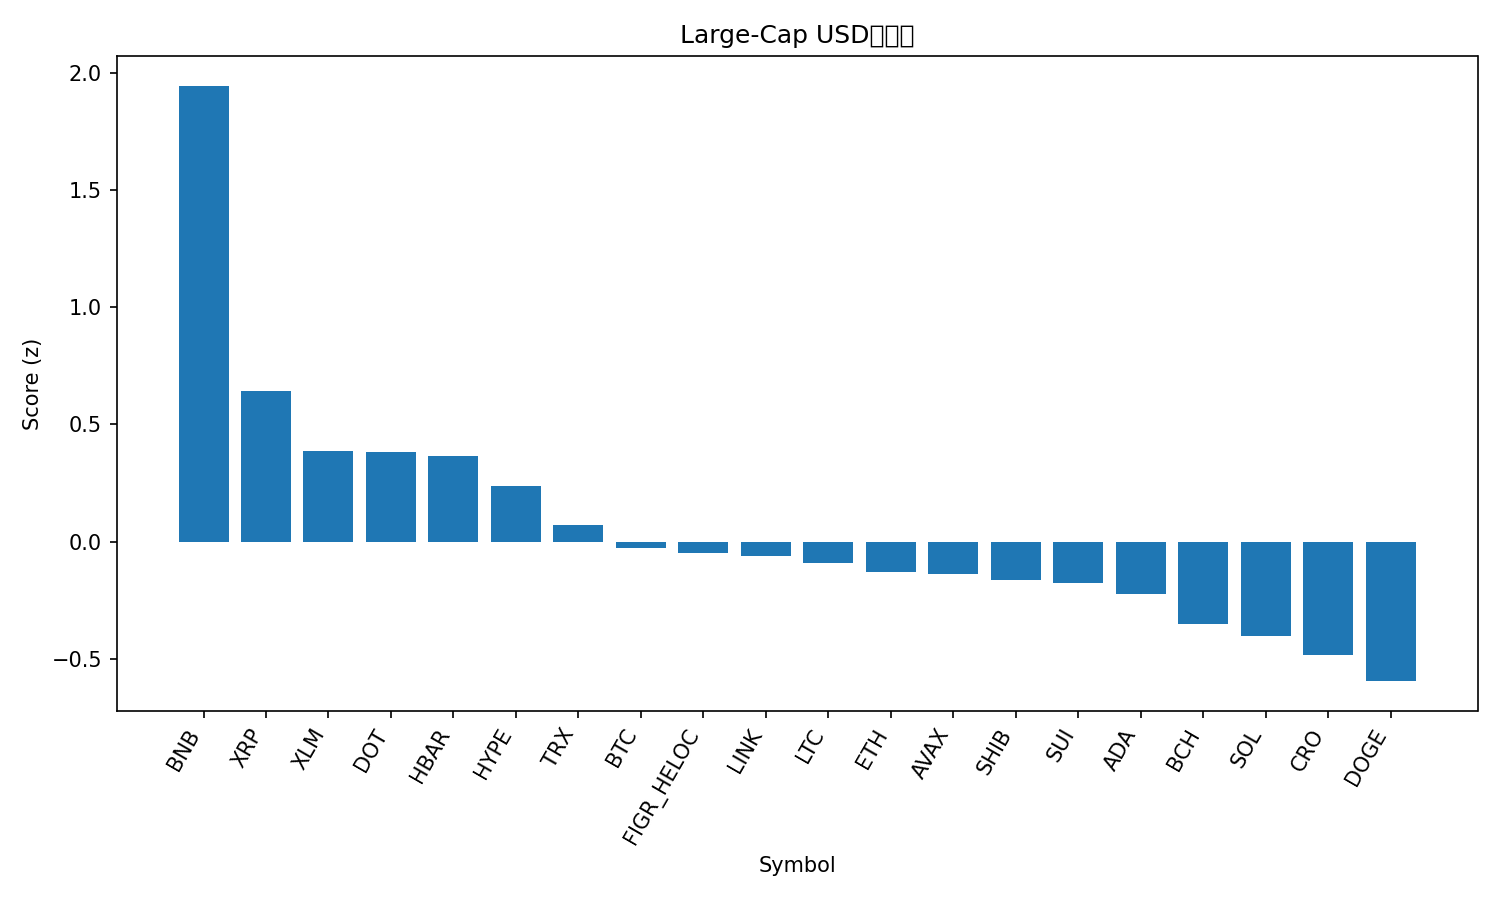 Large-Cap USD
2.0
1.5
1.0
0.5
0.0
−0.5
Score (z)
BNB
XRP
XLM
DOT
HBAR
HYPE
TRX
BTC
FIGR_HELOC
LINK
LTC
ETH
AVAX
SHIB
SUI
ADA
BCH
SOL
CRO
DOGE
Symbol